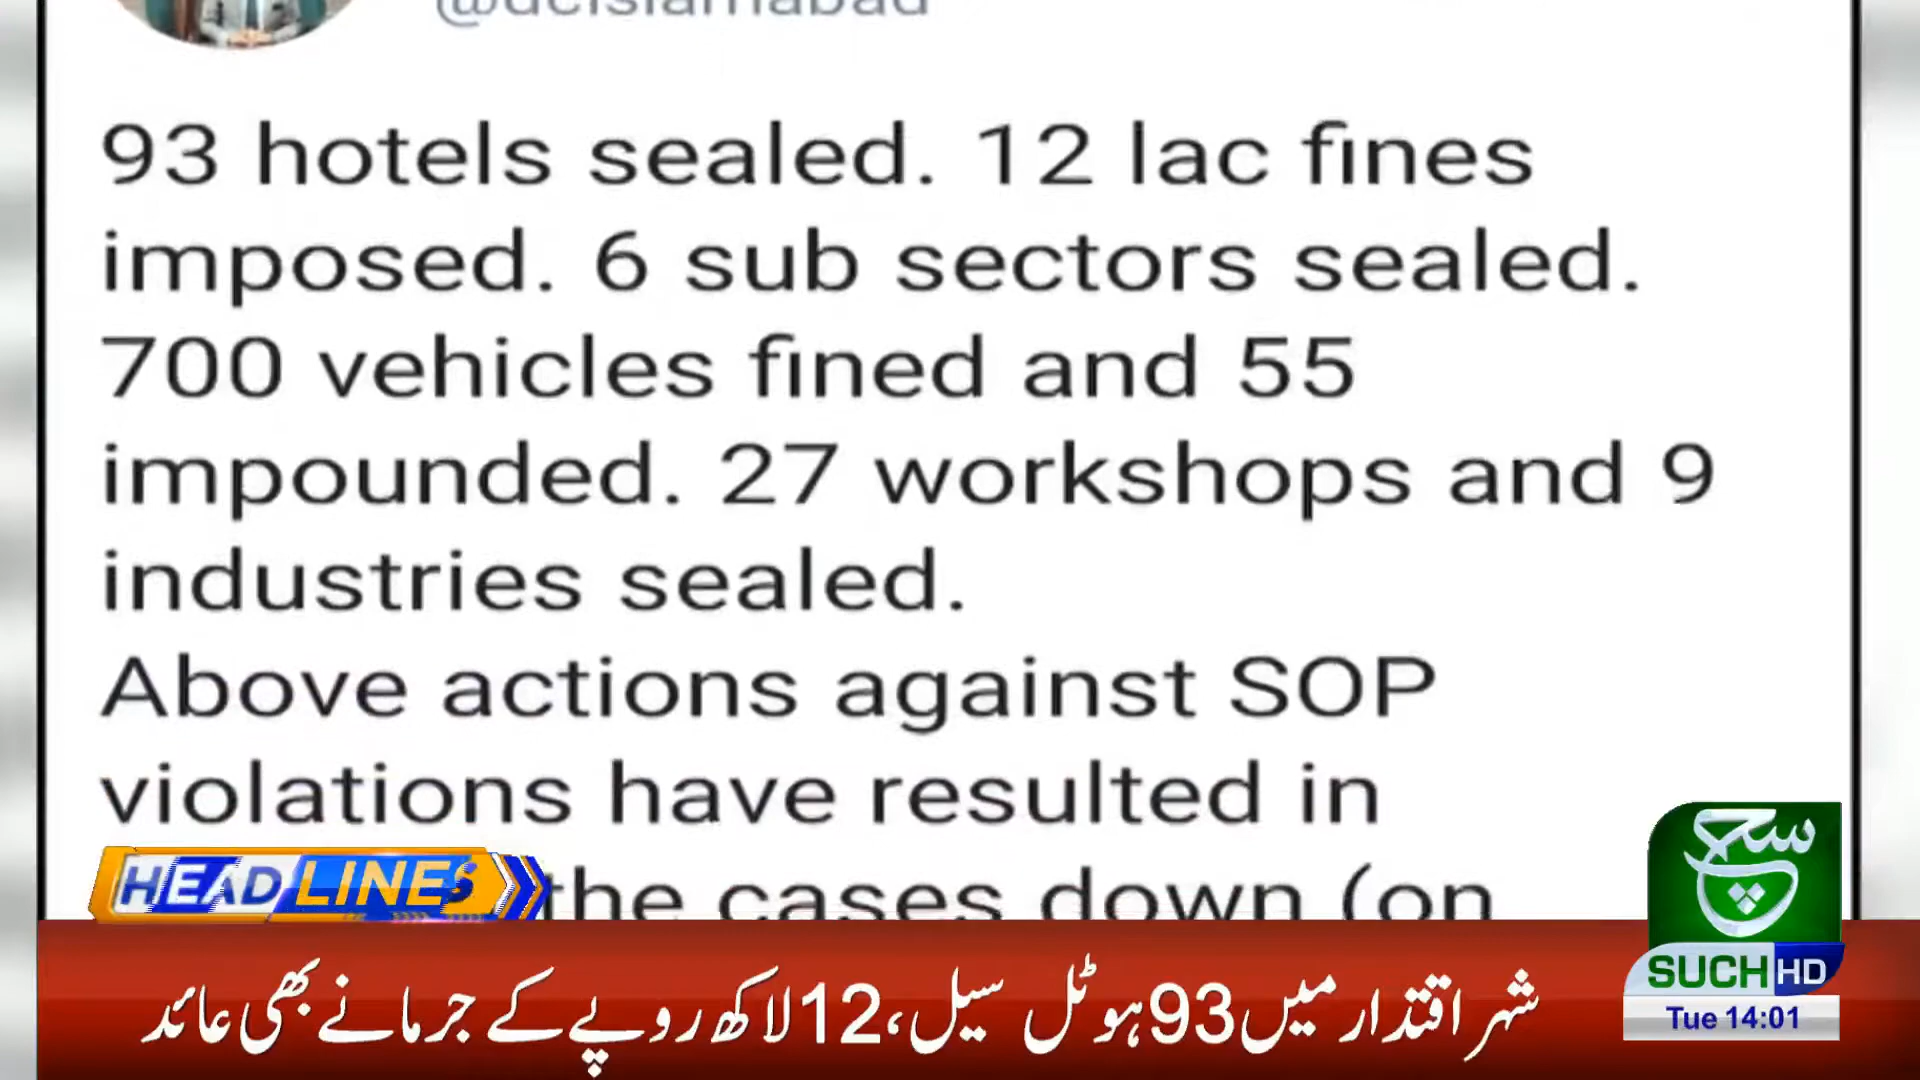 @dcislamabad
93 hotels sealed. 12 lac fines
imposed. 6 sub sectors sealed.
700 vehicles fined and 55
impounded. 27 workshops and 9
industries sealed.
Above actions against SOP
violations have resulted in
the cases down (on
HEADLINES
شہر اقتدار میں 93 ہوٹل سیل، 12 لاکھ روپے کے جرمانے بھی عائد
سچ
SUCH HD
Tue 14:01